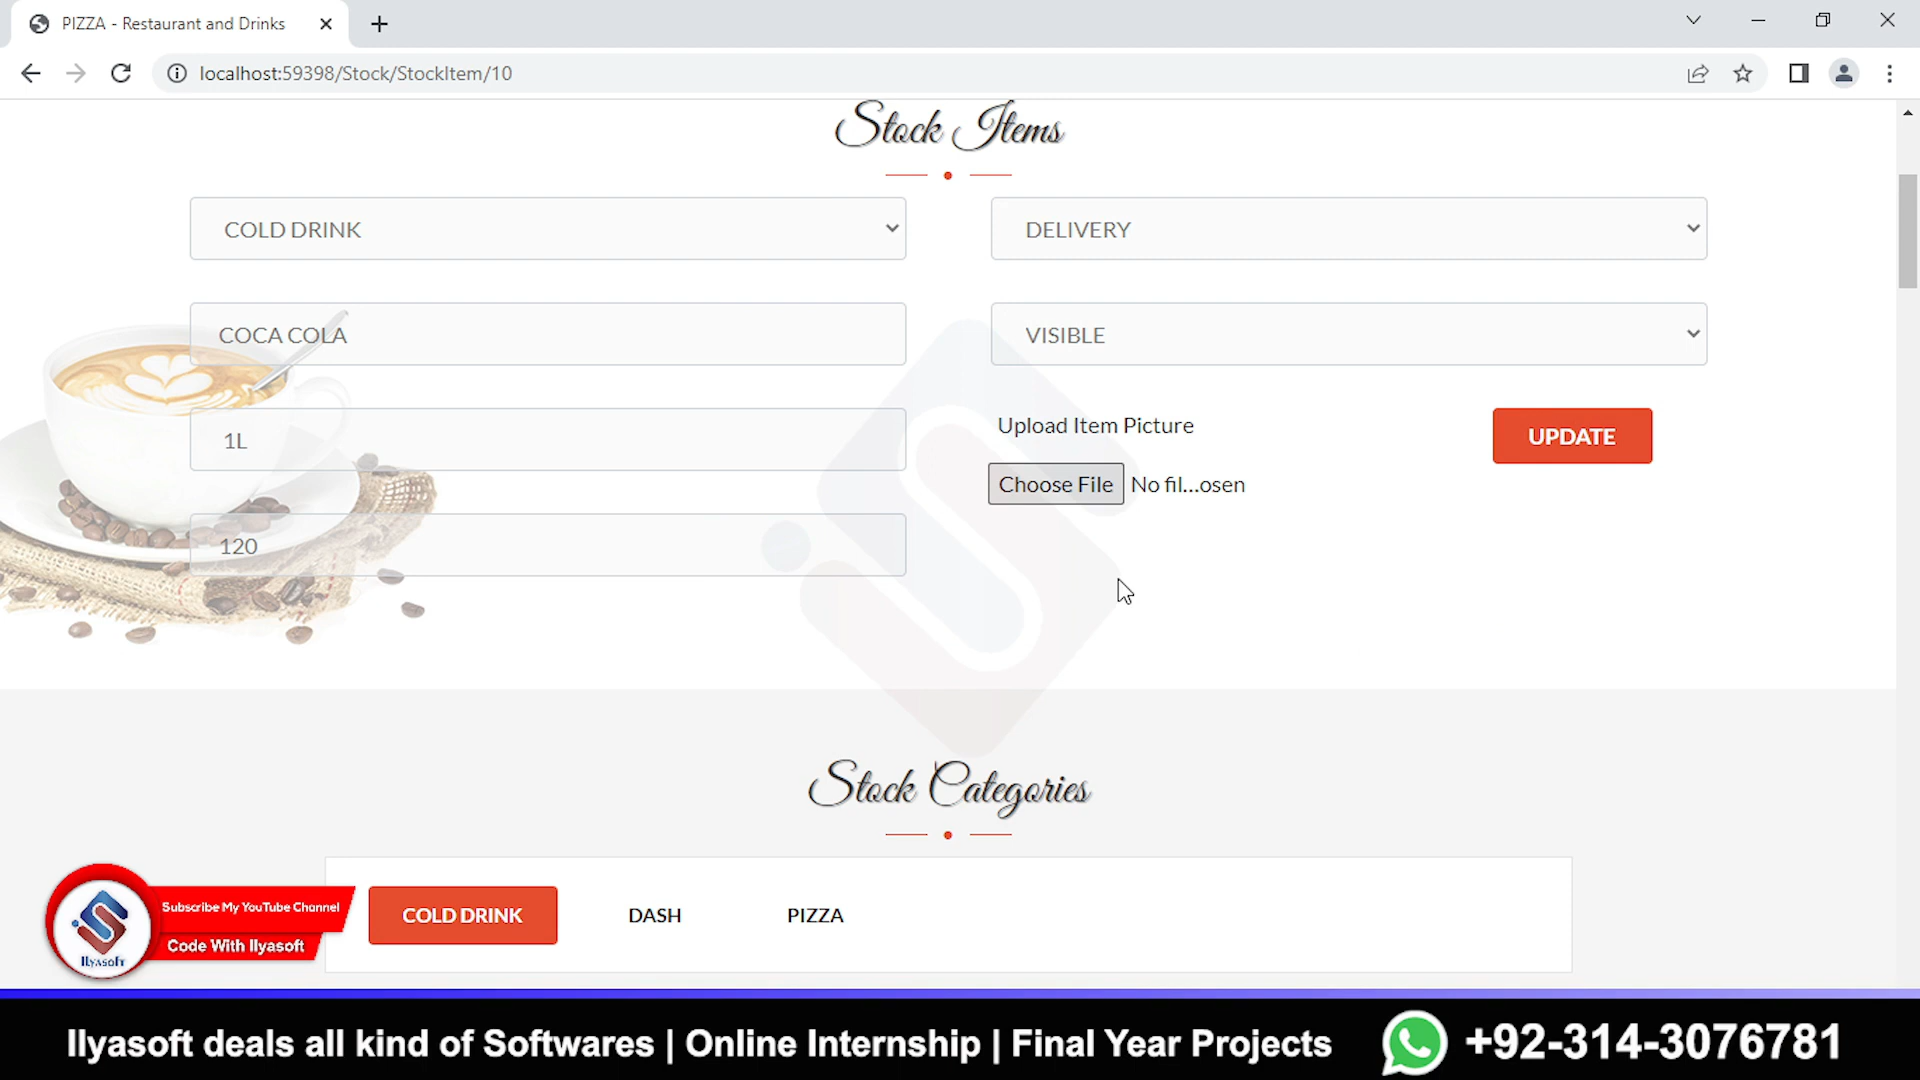 PIZZA - Restaurant and Drinks
localhost:59398/Stock/StockItem/10
Stock Items
COLD DRINK
DELIVERY
COCA COLA
VISIBLE
1L
Upload Item Picture
UPDATE
Choose File No fil...osen
120
Stock Categories
COLD DRINK
DASH
PIZZA
Subscribe My YouTube Channel
Code With Ilyasoft
Ilyasoft
Ilyasoft deals all kind of Softwares | Online Internship | Final Year Projects
+92-314-3076781